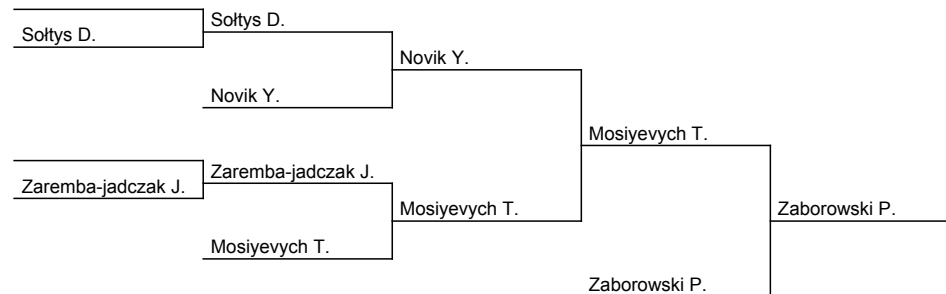 Sołtys D.
Sołtys D.
Novik Y.
Novik Y.
Mosiyevych T.
Zaremba-jadczak J.
Zaremba-jadczak J.
Mosiyevych T.
Zaborowski P.
Mosiyevych T.
Zaborowski P.